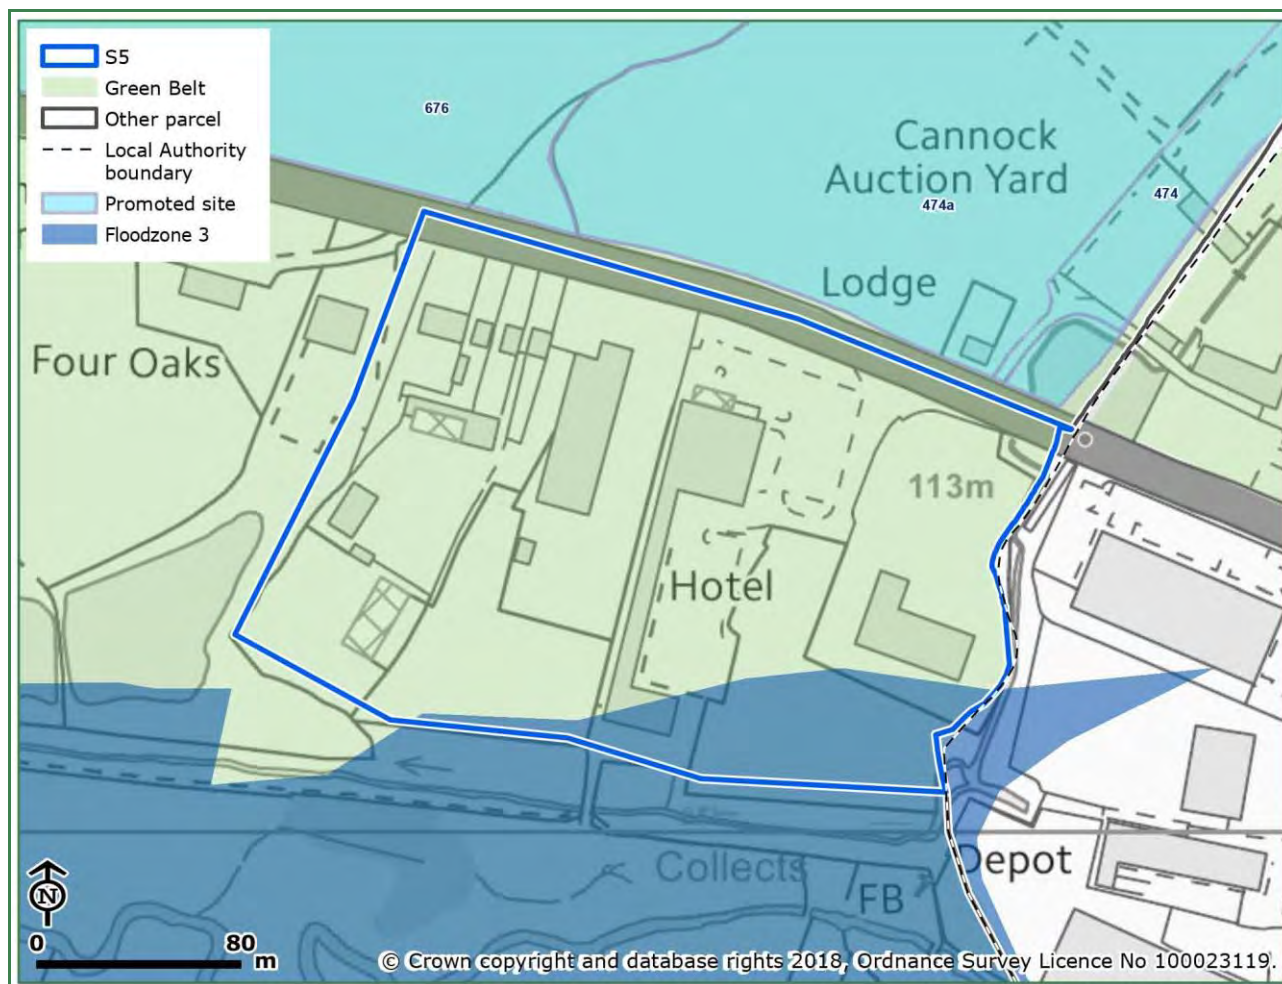 S5
Green Belt
Other parcel
Local Authority
boundary
Promoted site
Floodzone 3
676
Cannock
Auction Yard
474a
474
Lodge
Four Oaks
113m
Hotel
Collects
Depot
FB
N
0 80
m
© Crown copyright and database rights 2018, Ordnance Survey Licence No 100023119.